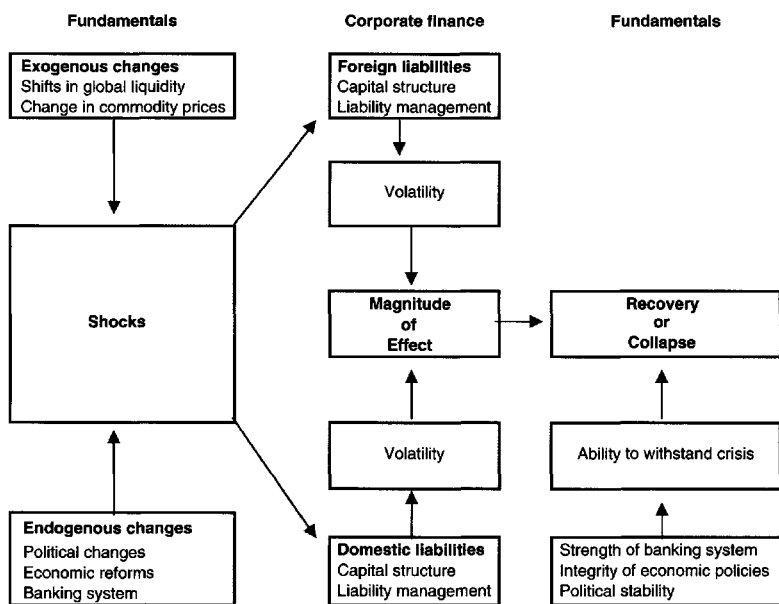 Fundamentals
Corporate finance
Fundamentals
Exogenous changes
Shifts in global liquidity
Change in commodity prices
Foreign liabilities
Capital structure
Liability management
Volatility
Shocks
Magnitude
of
Effect
Recovery
or
Collapse
Volatility
Ability to withstand crisis
Endogenous changes
Political changes
Economic reforms
Banking system
Domestic liabilities
Capital structure
Liability management
Strength of banking system
Integrity of economic policies
Political stability